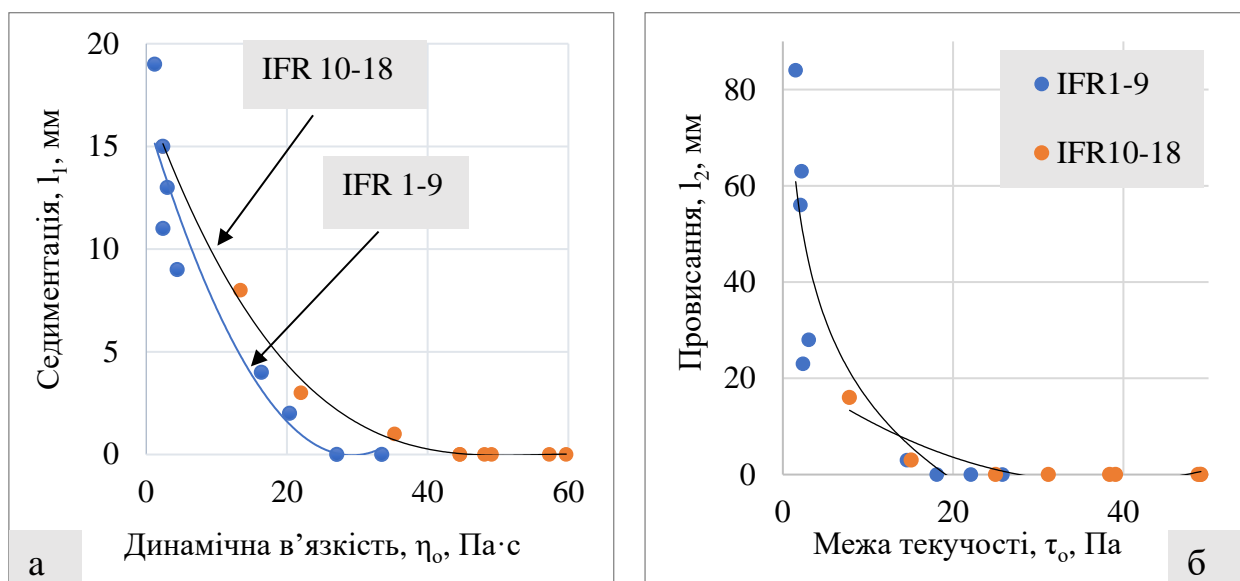 20
15
10
5
0
0
20
40
60
Седиментація, l₁, мм
Динамічна в’язкість, ηₒ, Па·с
IFR 10-18
IFR 1-9
а
80
60
40
20
0
0
20
40
Провисання, l₂, мм
Межа текучості, τₒ, Па
IFR1-9
IFR10-18
б